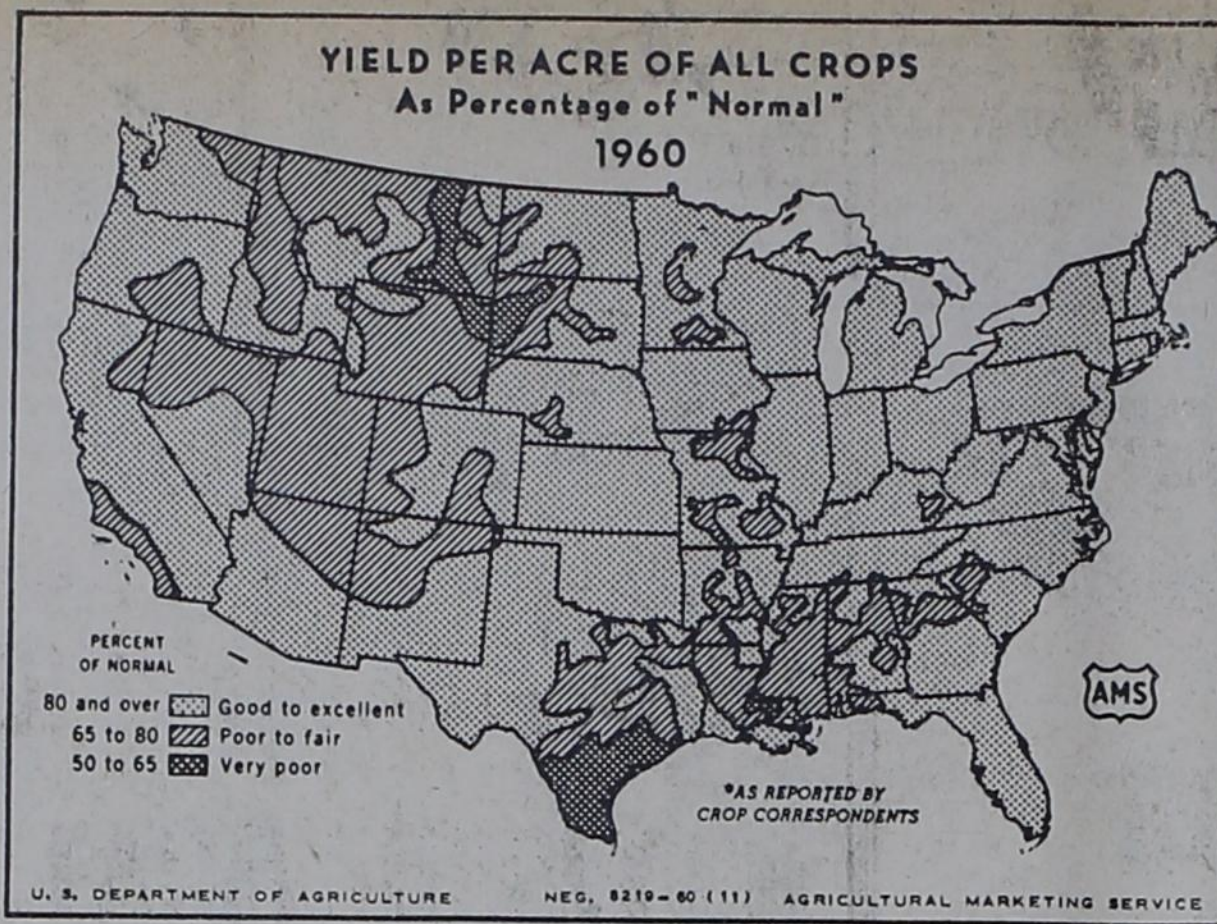 YIELD PER ACRE OF ALL CROPS
As Percentage of "Normal"
1960
PERCENT
OF NORMAL
80 and over Good to excellent
65 to 80 Poor to fair
50 to 65 Very poor
AMS
*AS REPORTED BY
CROP CORRESPONDENTS
U. S. DEPARTMENT OF AGRICULTURE NEG. 8219-60 (11) AGRICULTURAL MARKETING SERVICE